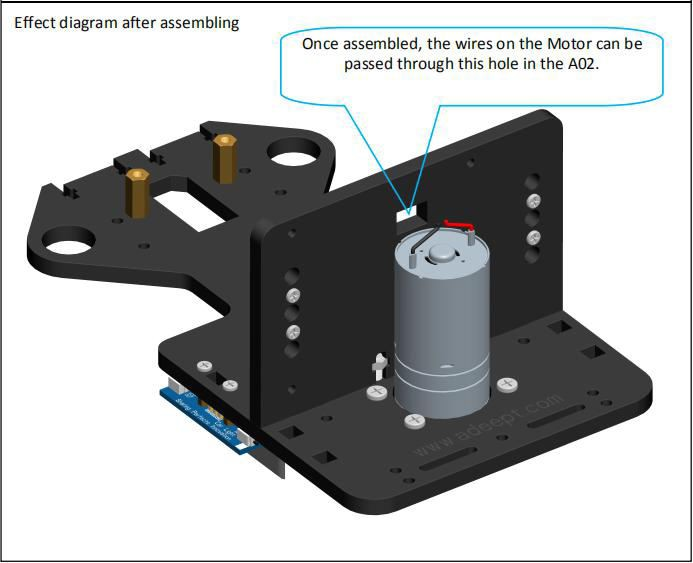 Effect diagram after assembling
Once assembled, the wires on the Motor can be
passed through this hole in the A02.
www.adeept.com